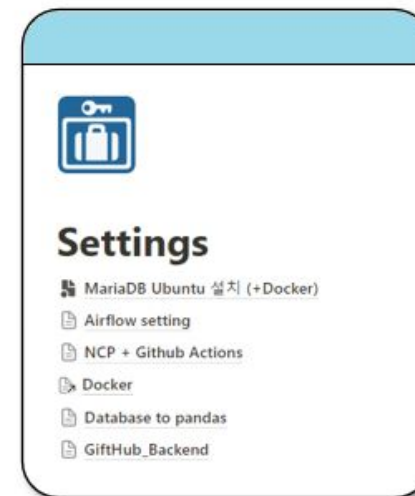 Settings
MariaDB Ubuntu 설치 (+Docker)
Airflow setting
NCP + Github Actions
Docker
Database to pandas
GiftHub_Backend